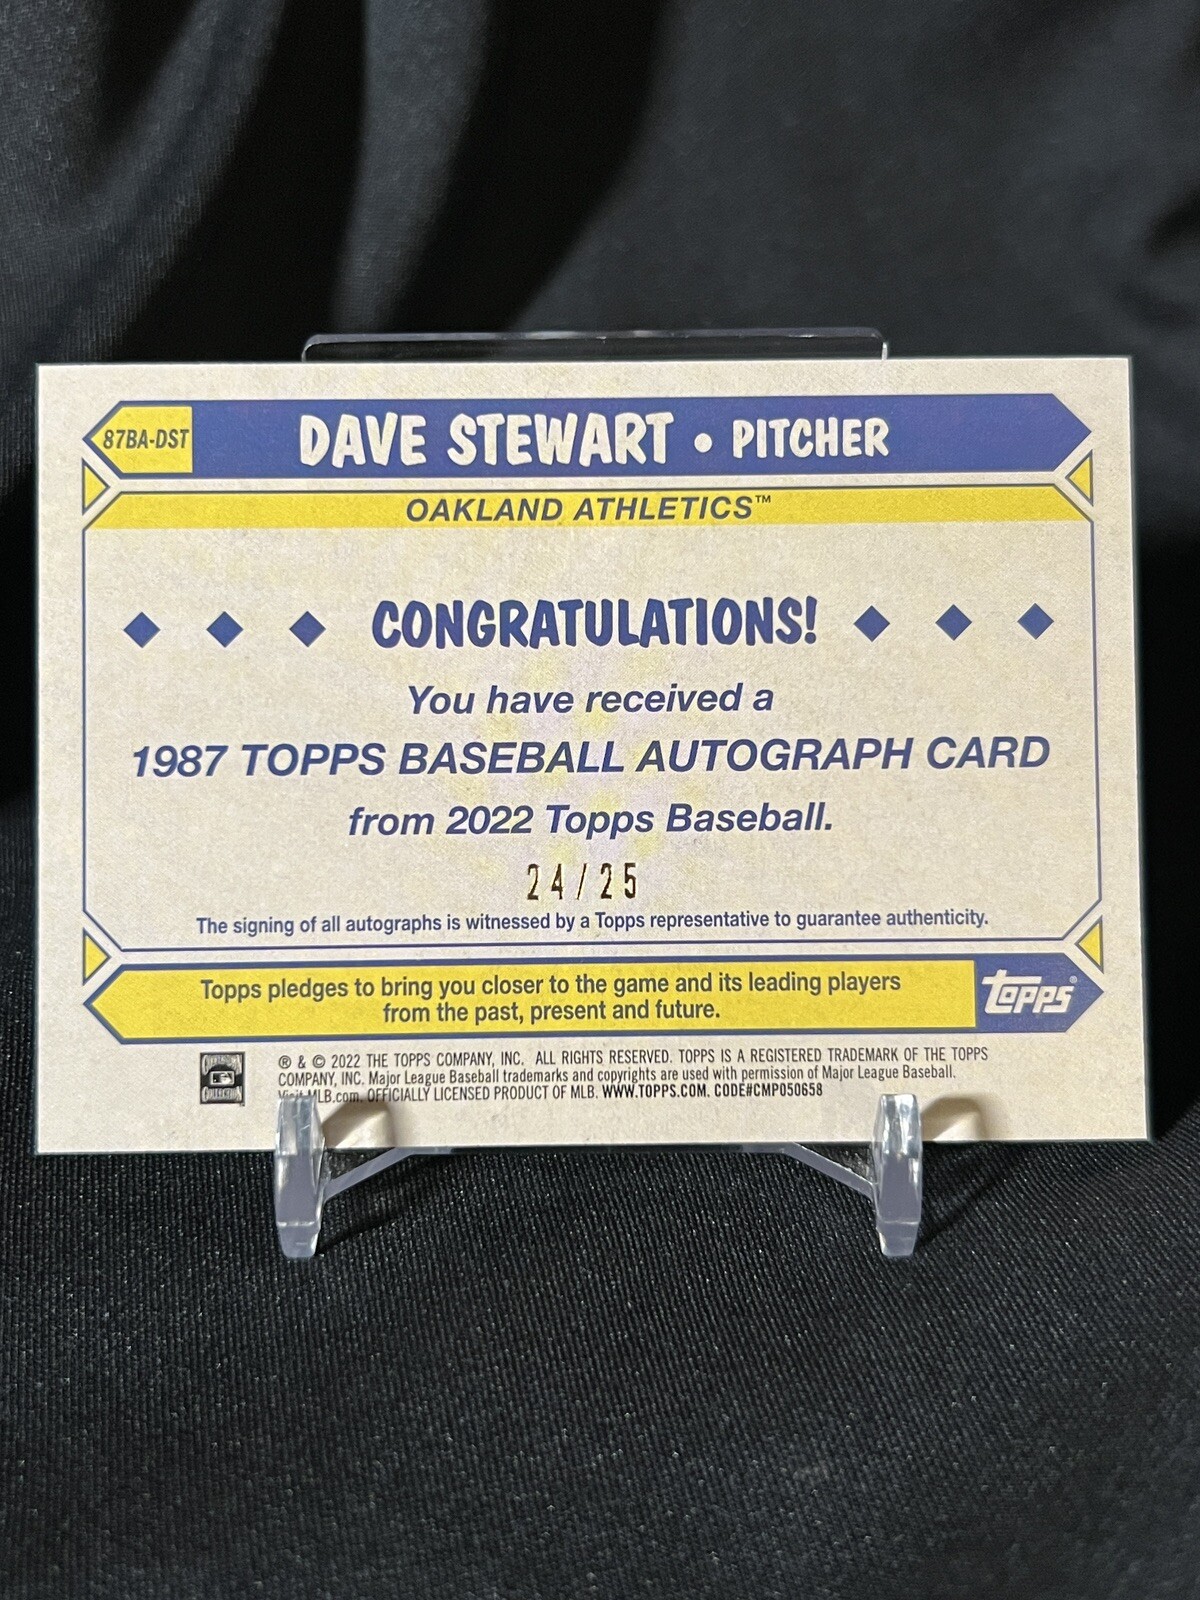 87BA-DST
DAVE STEWART • PITCHER
OAKLAND ATHLETICS™
CONGRATULATIONS!
You have received a
1987 TOPPS BASEBALL AUTOGRAPH CARD
from 2022 Topps Baseball.
24/25
The signing of all autographs is witnessed by a Topps representative to guarantee authenticity.
Topps pledges to bring you closer to the game and its leading players
from the past, present and future.
topps®
® & © 2022 THE TOPPS COMPANY, INC. ALL RIGHTS RESERVED. TOPPS IS A REGISTERED TRADEMARK OF THE TOPPS
COMPANY, INC. Major League Baseball trademarks and copyrights are used with permission of Major League Baseball.
Visit MLB.com. OFFICIALLY LICENSED PRODUCT OF MLB. WWW.TOPPS.COM. CODE#CMP050658